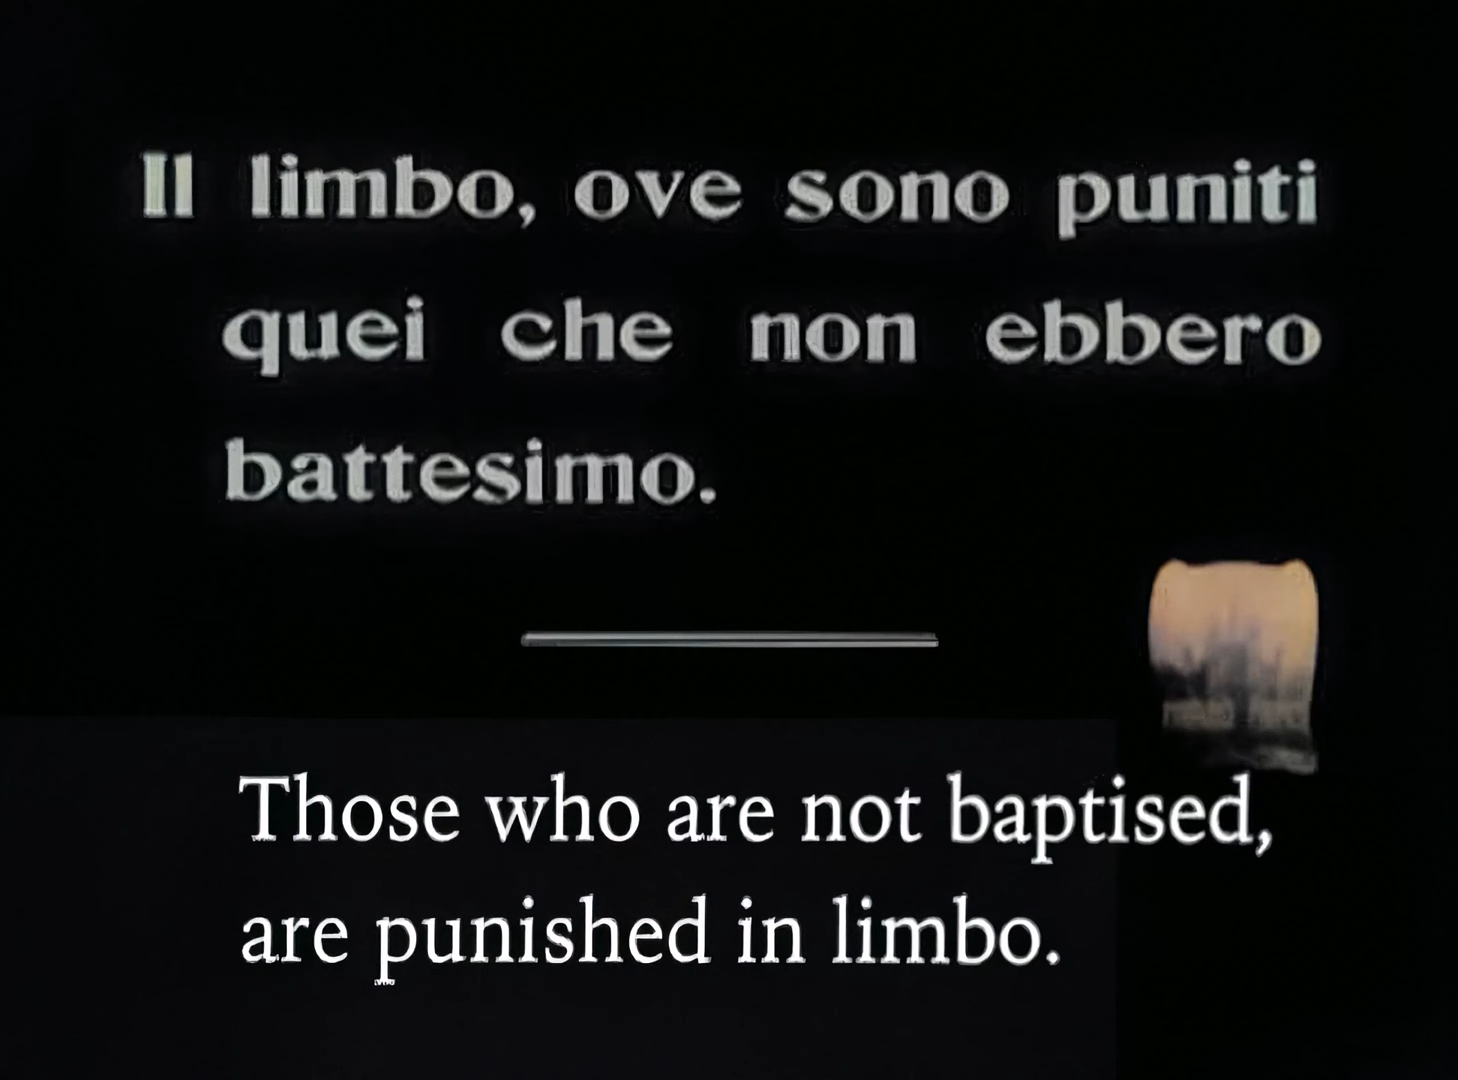 Il limbo, ove sono puniti
quei che non ebbero
battesimo.
Those who are not baptised,
are punished in limbo.